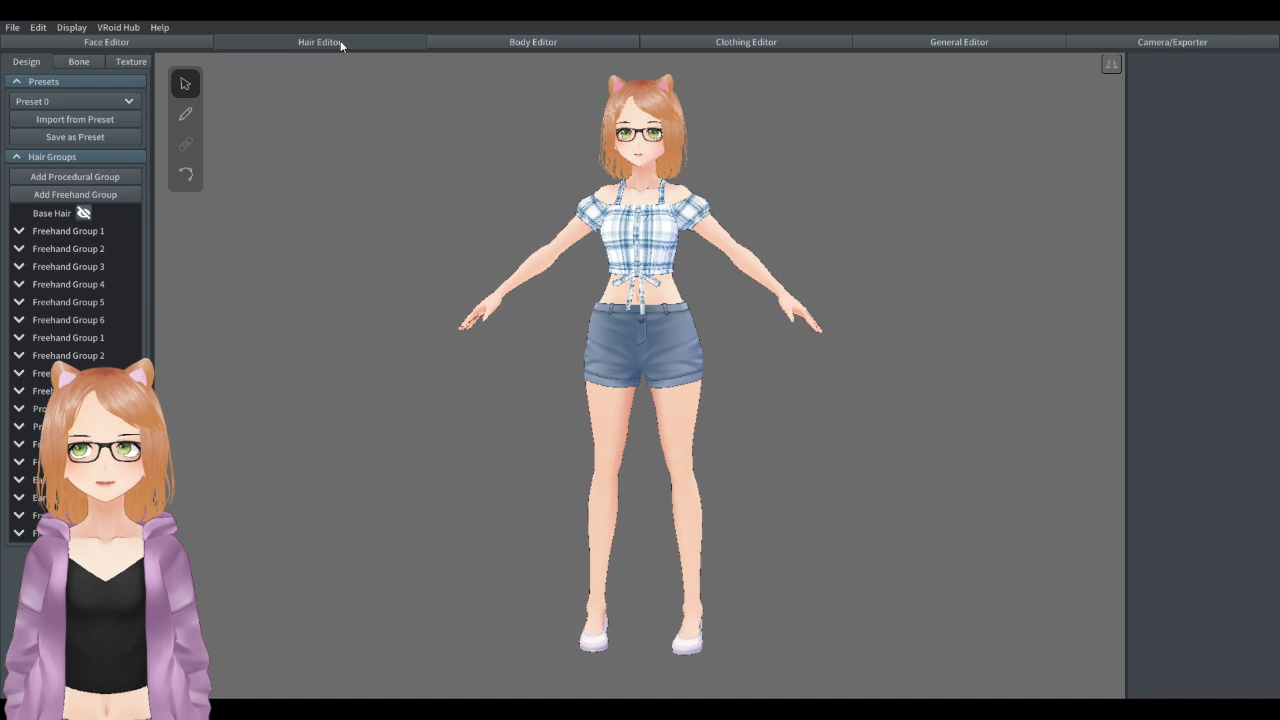 File Edit Display VRoid Hub Help
Face Editor Hair Editor Body Editor Clothing Editor General Editor Camera/Exporter
Design Bone Texture
Presets
Preset 0
Import from Preset
Save as Preset
Hair Groups
Add Procedural Group
Add Freehand Group
Base Hair
Freehand Group 1
Freehand Group 2
Freehand Group 3
Freehand Group 4
Freehand Group 5
Freehand Group 6
Freehand Group 1
Freehand Group 2